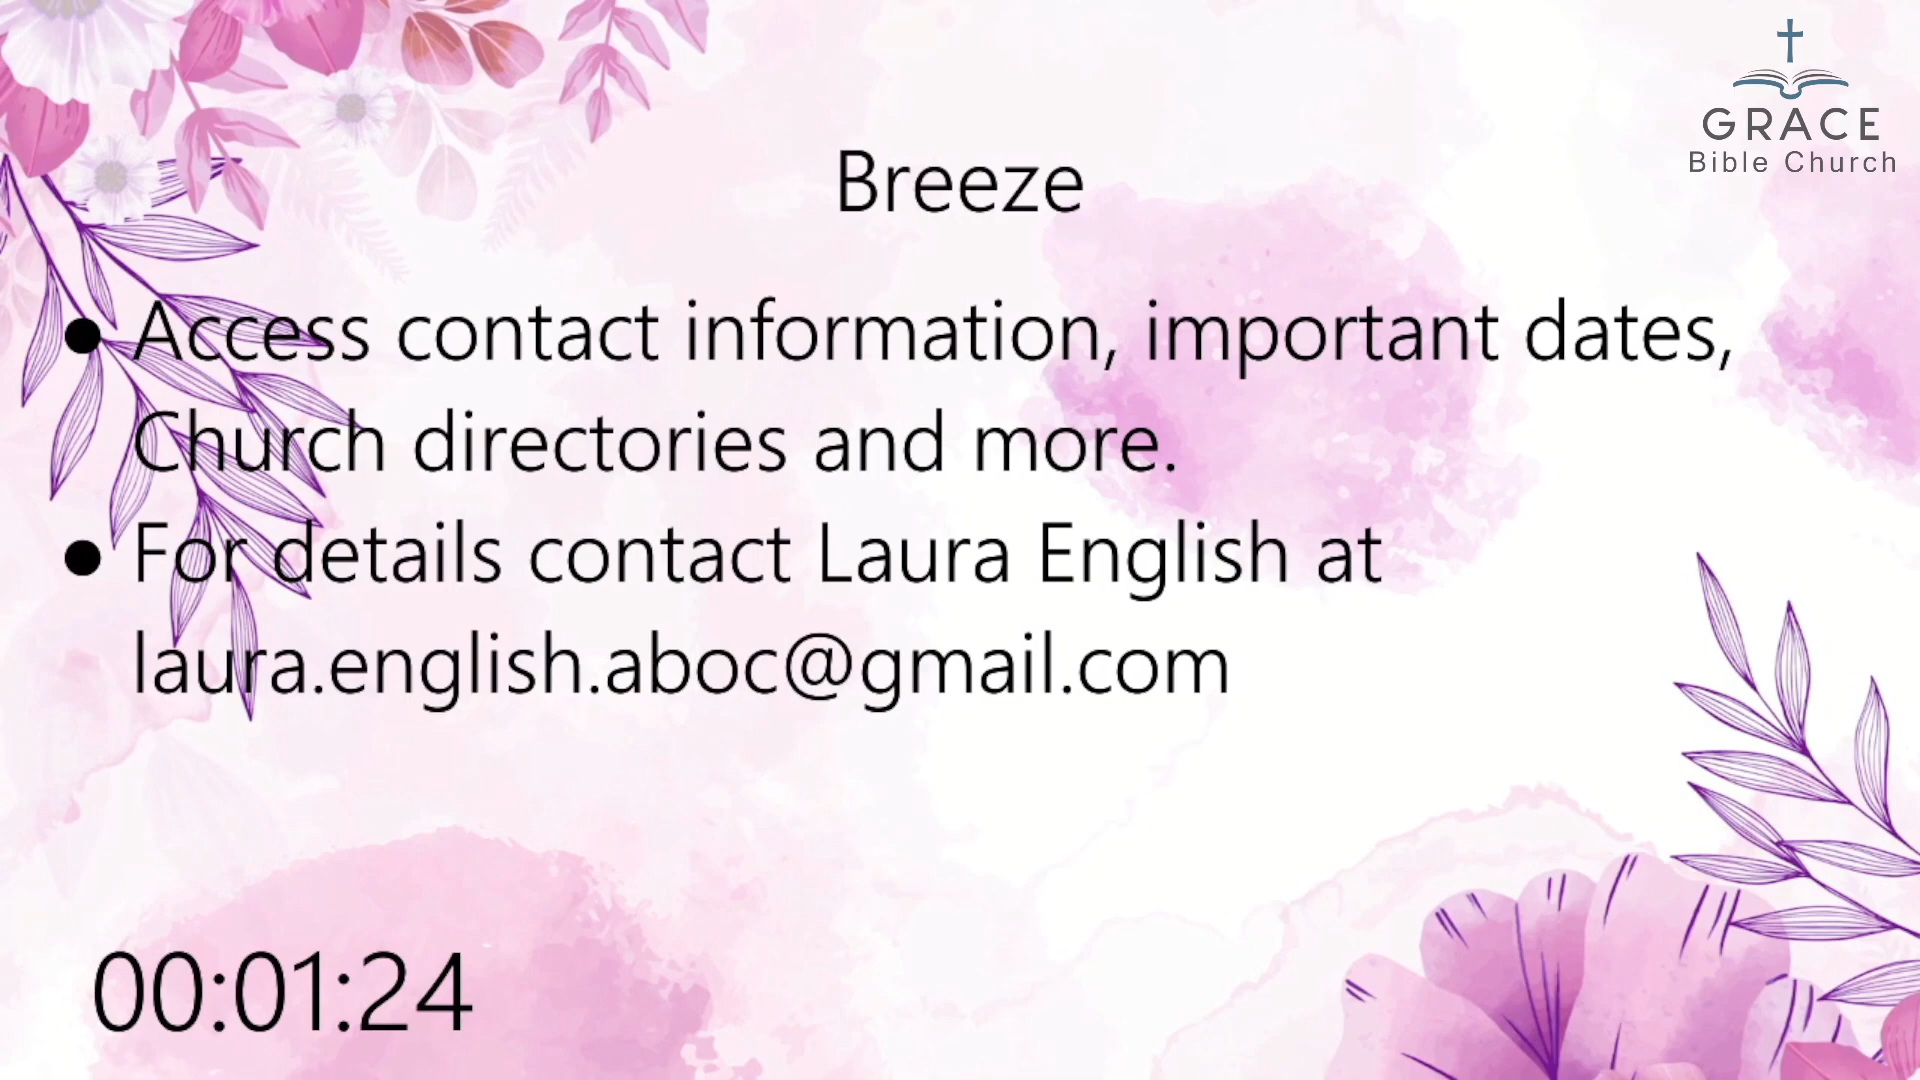 GRACE
Bible Church
Breeze
● Access contact information, important dates,
Church directories and more.
● For details contact Laura English at
laura.english.aboc@gmail.com
00:01:24